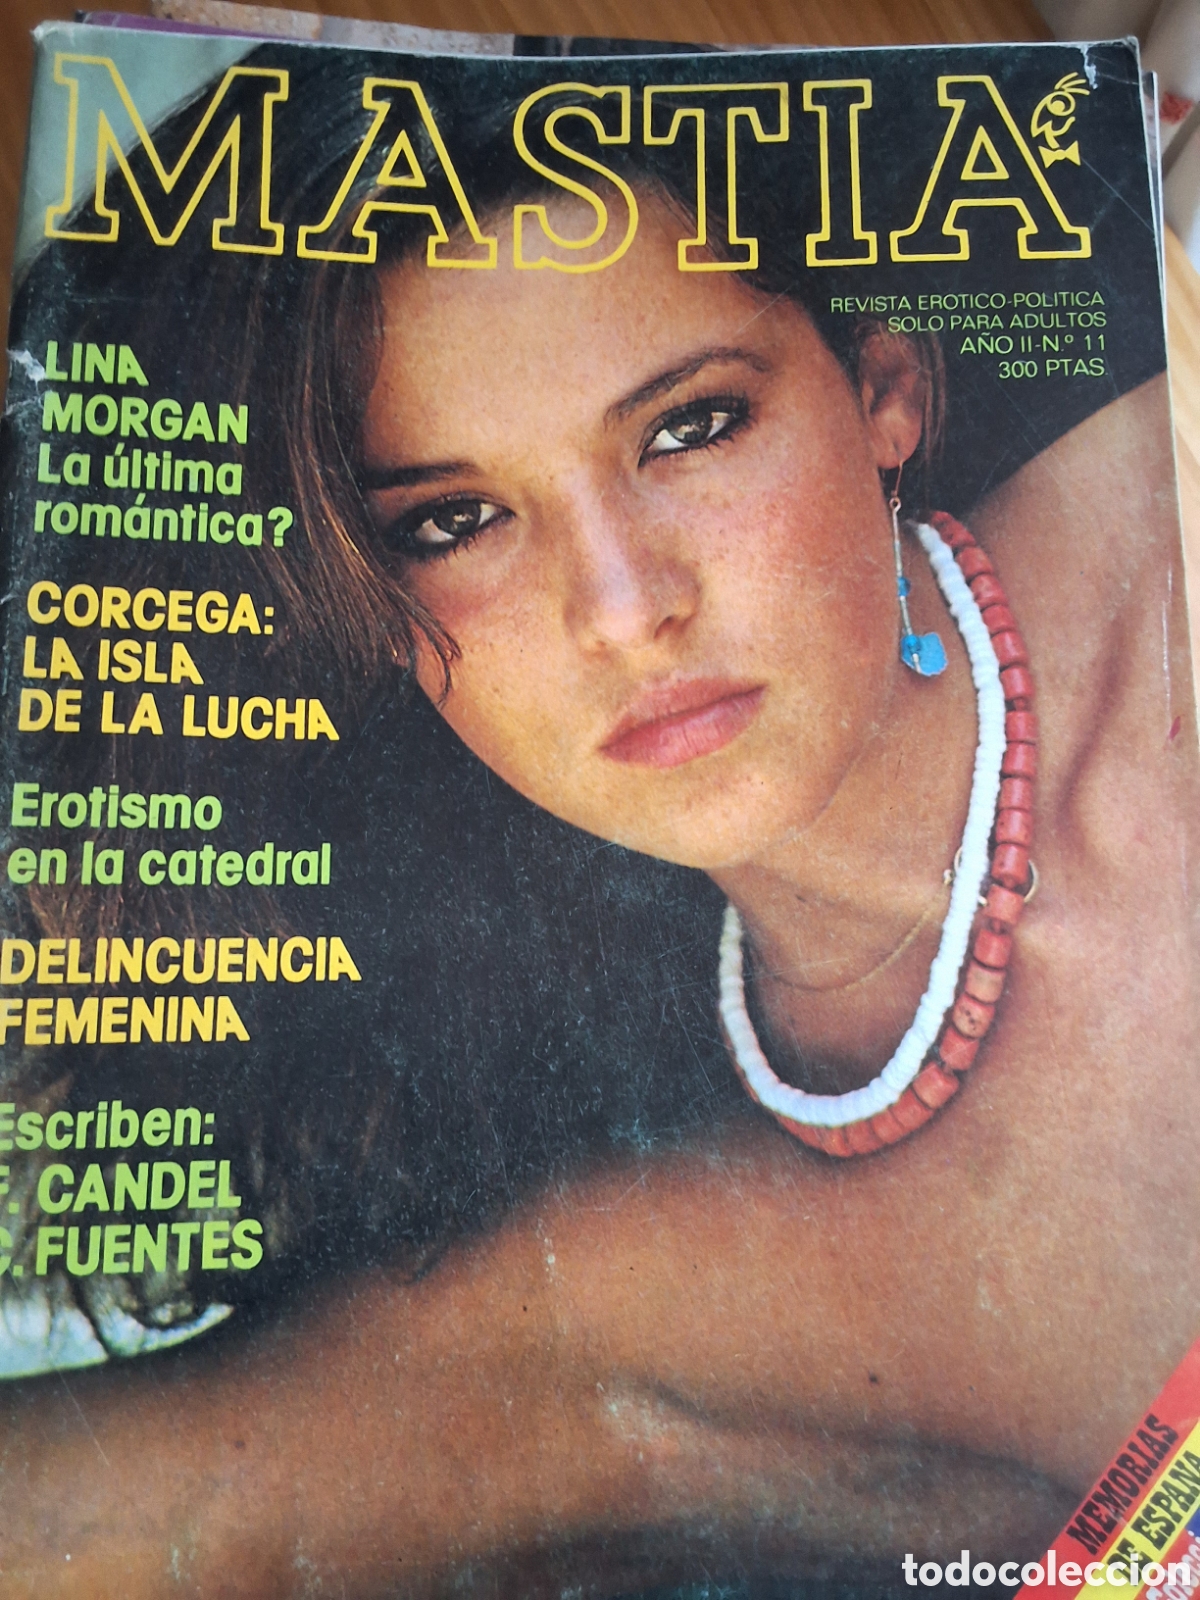 MASTIA
REVISTA EROTICO-POLITICA
SOLO PARA ADULTOS
AÑO II-N.º 11
300 PTAS.
LINA
MORGAN
La última
romántica?
CORCEGA:
LA ISLA
DE LA LUCHA
Erotismo
en la catedral
DELINCUENCIA
FEMENINA
Escriben:
F. CANDEL
C. FUENTES
MEMORIAS
DE ESPAÑA
todocoleccion